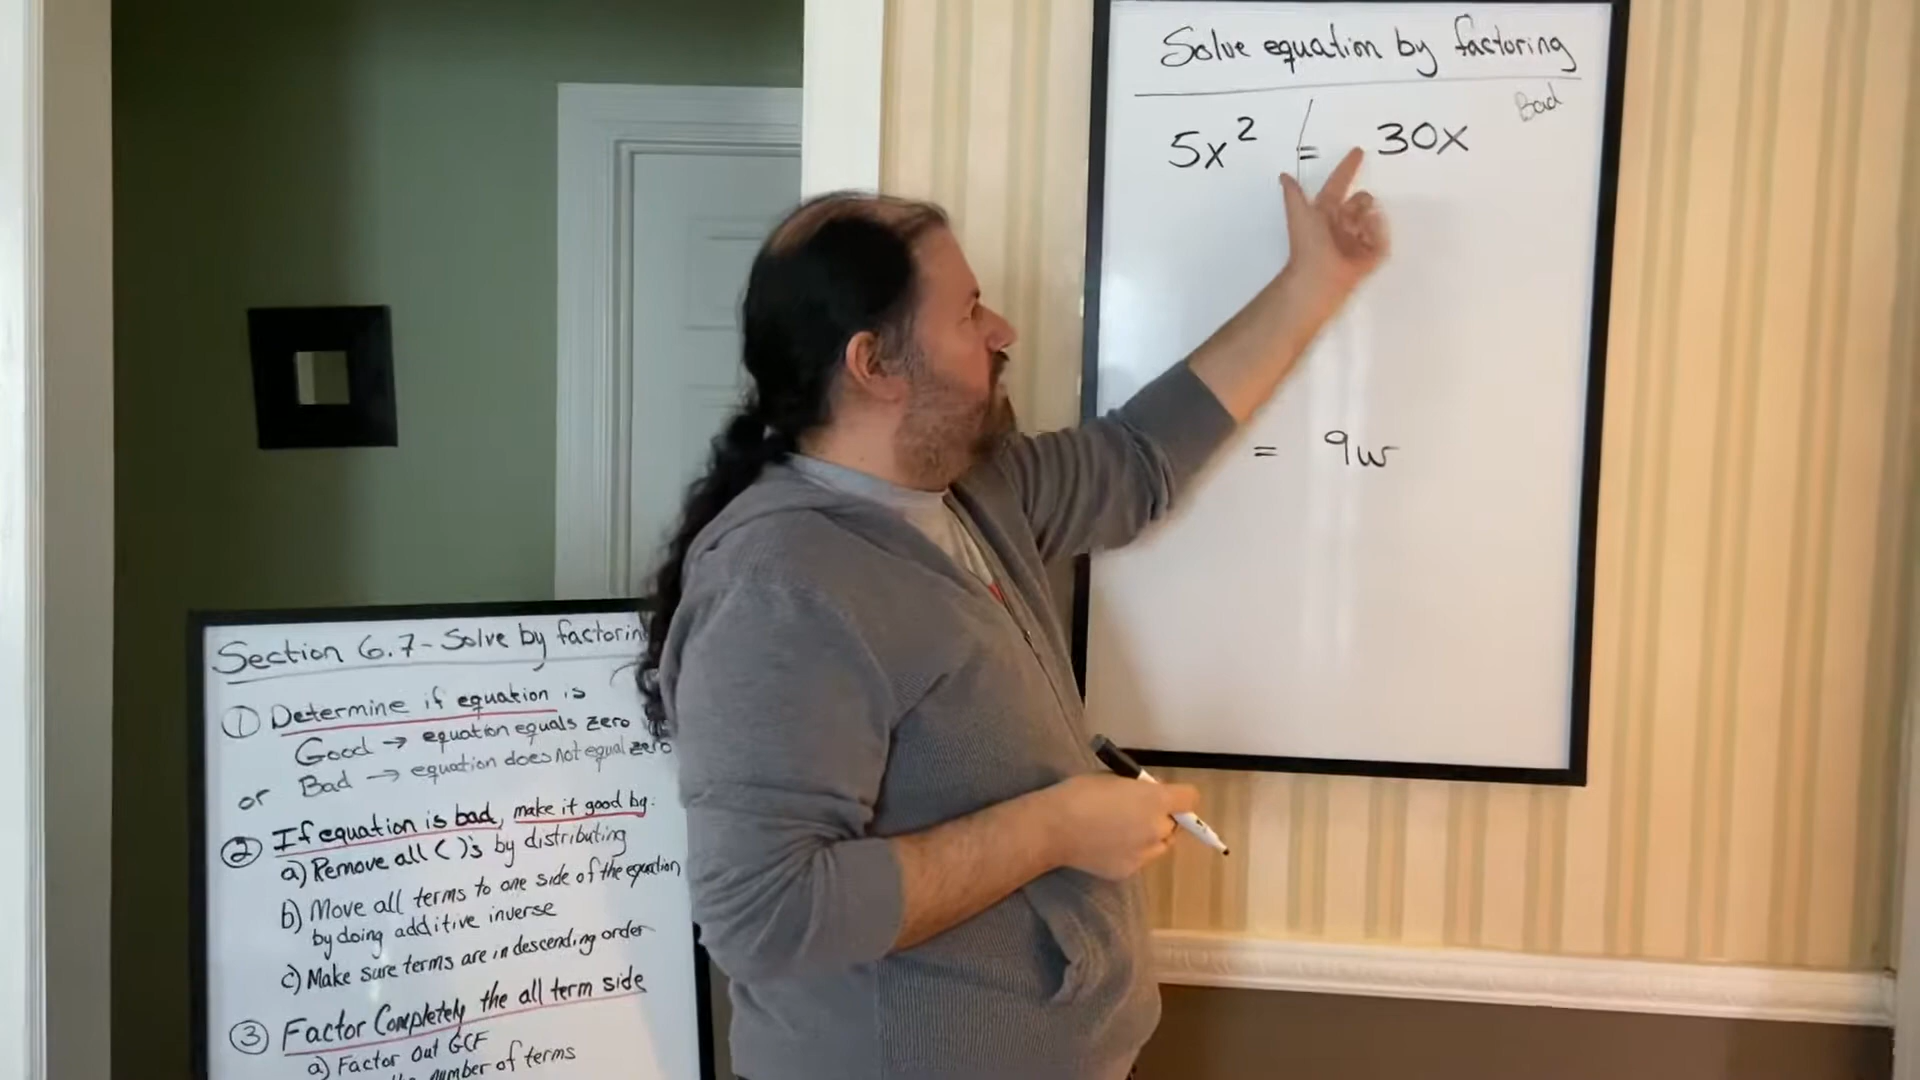 Solve equation by factoring
Bad
5x² = 30x
= 9w
Section 6.7 - Solve by factorin
① Determine if equation is
Good → equation equals zero
or Bad → equation does not equal zero
② If equation is bad, make it good by:
a) Remove all ( )'s by distributing
b) Move all terms to one side of the equation
by doing additive inverse
c) Make sure terms are in descending order
③ Factor Completely the all term side
a) Factor Out GCF
number of terms